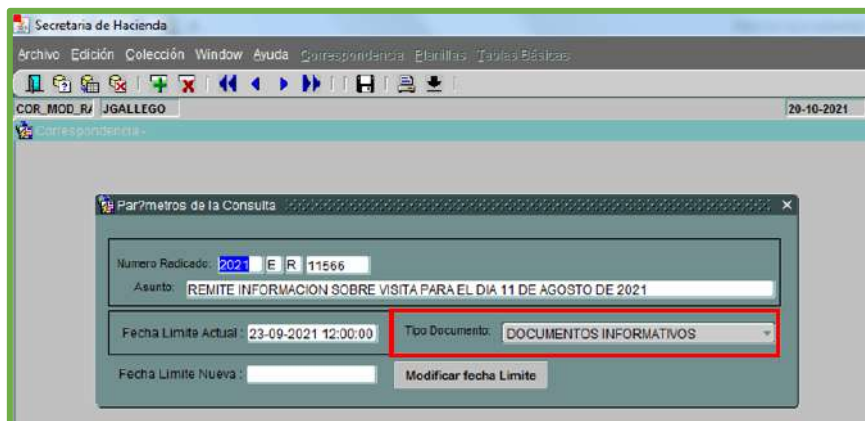 Secretaria de Hacienda
Archivo Edición Colección Window Ayuda Correspondencia Planillas Tablas Básicas
COR_MOD_R/ JGALLEGO 20-10-2021
Correspondencia -
Par?metros de la Consulta
Numero Radicado: 2021 E R 11566
Asunto: REMITE INFORMACION SOBRE VISITA PARA EL DIA 11 DE AGOSTO DE 2021
Fecha Limite Actual : 23-09-2021 12:00:00 Tipo Documento: DOCUMENTOS INFORMATIVOS
Fecha Limite Nueva : Modificar fecha Limite